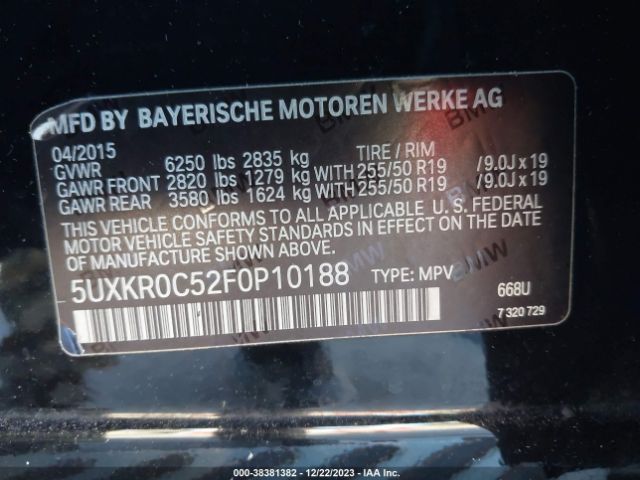 MFD BY BAYERISCHE MOTOREN WERKE AG
04/2015
GVWR 6250 lbs 2835 kg TIRE / RIM
GAWR FRONT 2820 lbs 1279 kg WITH 255/50 R19 /9.0J x 19
GAWR REAR 3580 lbs 1624 kg WITH 255/50 R19 /9.0J x 19
THIS VEHICLE CONFORMS TO ALL APPLICABLE U. S. FEDERAL
MOTOR VEHICLE SAFETY STANDARDS IN EFFECT ON THE DATE
OF MANUFACTURE SHOWN ABOVE.
5UXKR0C52F0P10188 TYPE: MPV
668U
7 320 729
000-38381382 - 12/22/2023 - IAA Inc.